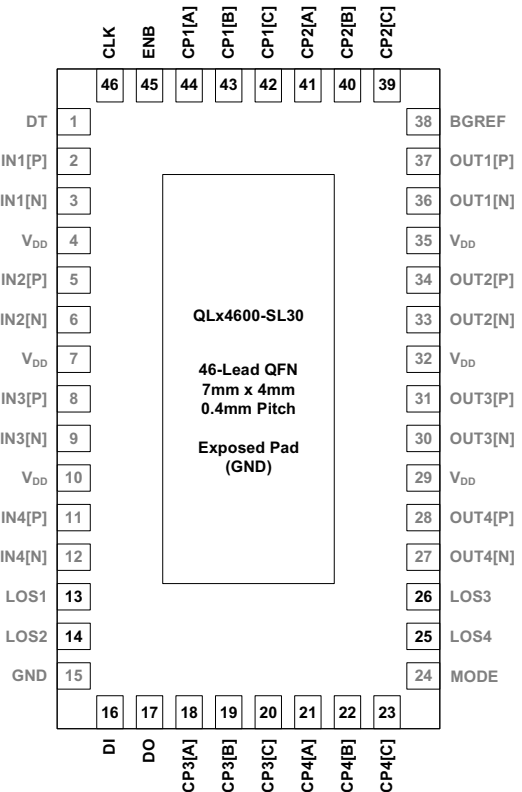 CLK
ENB
CP1[A]
CP1[B]
CP1[C]
CP2[A]
CP2[B]
CP2[C]
46 45 44 43 42 41 40 39
DT 1 38 BGREF
IN1[P] 2 37 OUT1[P]
IN1[N] 3 36 OUT1[N]
VDD 4 35 VDD
IN2[P] 5 34 OUT2[P]
IN2[N] 6 33 OUT2[N]
VDD 7 32 VDD
IN3[P] 8 31 OUT3[P]
IN3[N] 9 30 OUT3[N]
VDD 10 29 VDD
IN4[P] 11 28 OUT4[P]
IN4[N] 12 27 OUT4[N]
LOS1 13 26 LOS3
LOS2 14 25 LOS4
GND 15 24 MODE
QLx4600-SL30
46-Lead QFN
7mm x 4mm
0.4mm Pitch
Exposed Pad
(GND)
16 17 18 19 20 21 22 23
DI
DO
CP3[A]
CP3[B]
CP3[C]
CP4[A]
CP4[B]
CP4[C]